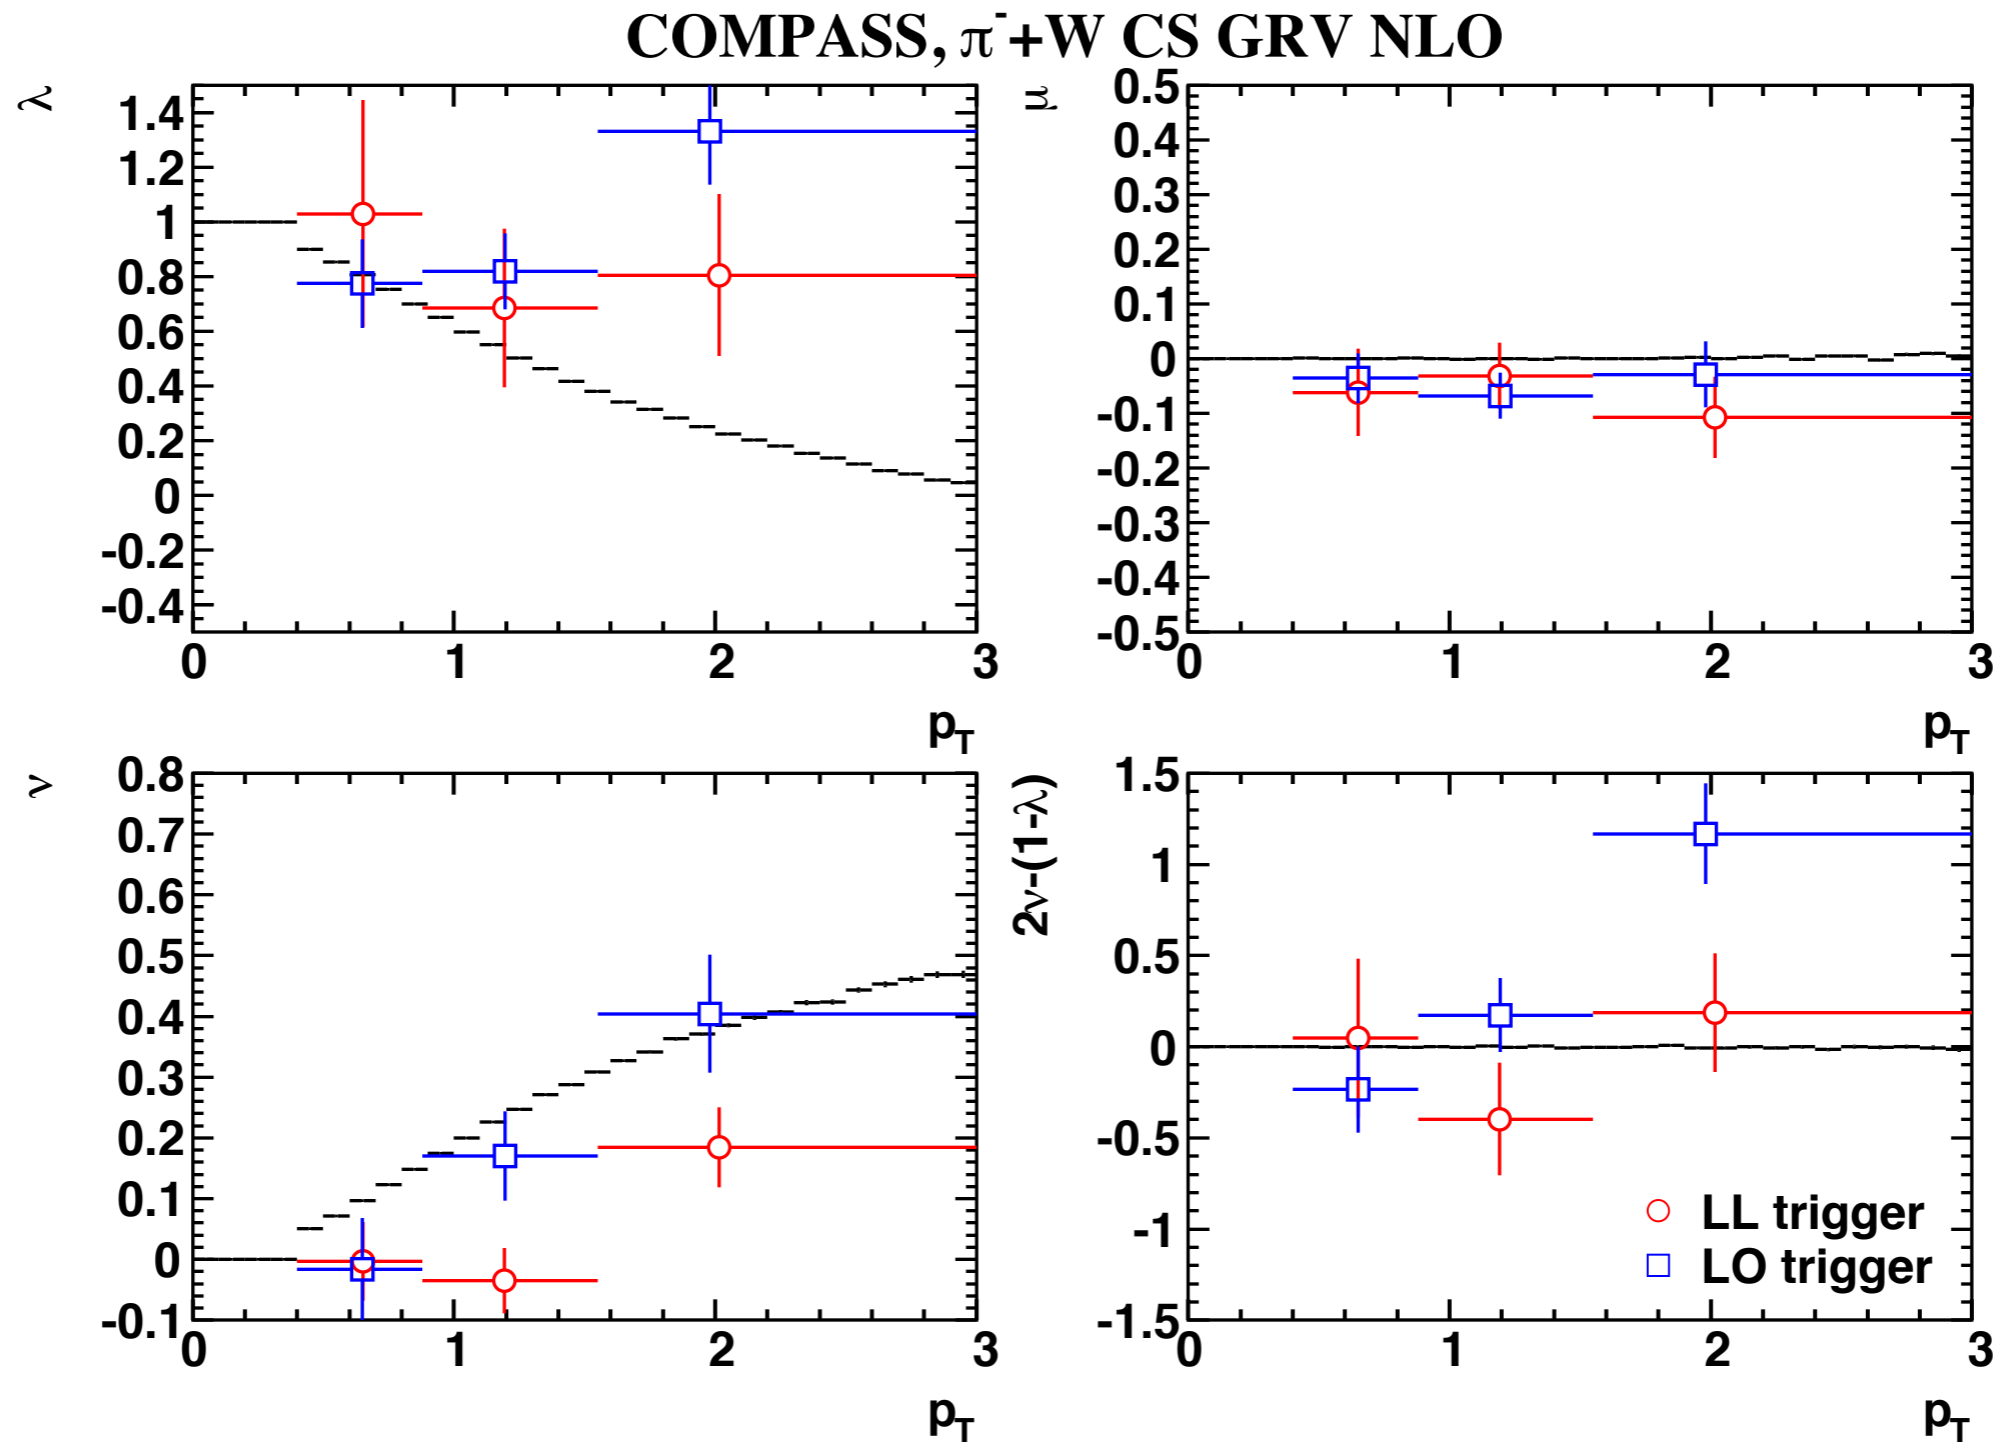 COMPASS, π⁻+W CS GRV NLO
λ
1.4
1.2
1
0.8
0.6
0.4
0.2
0
-0.2
-0.4
0 1 2 3
p_T
μ
0.5
0.4
0.3
0.2
0.1
0
-0.1
-0.2
-0.3
-0.4
-0.5
0 1 2 3
p_T
ν
0.8
0.7
0.6
0.5
0.4
0.3
0.2
0.1
0
-0.1
0 1 2 3
p_T
2ν-(1-λ)
1.5
1
0.5
0
-0.5
-1
-1.5
0 1 2 3
p_T
LL trigger
LO trigger